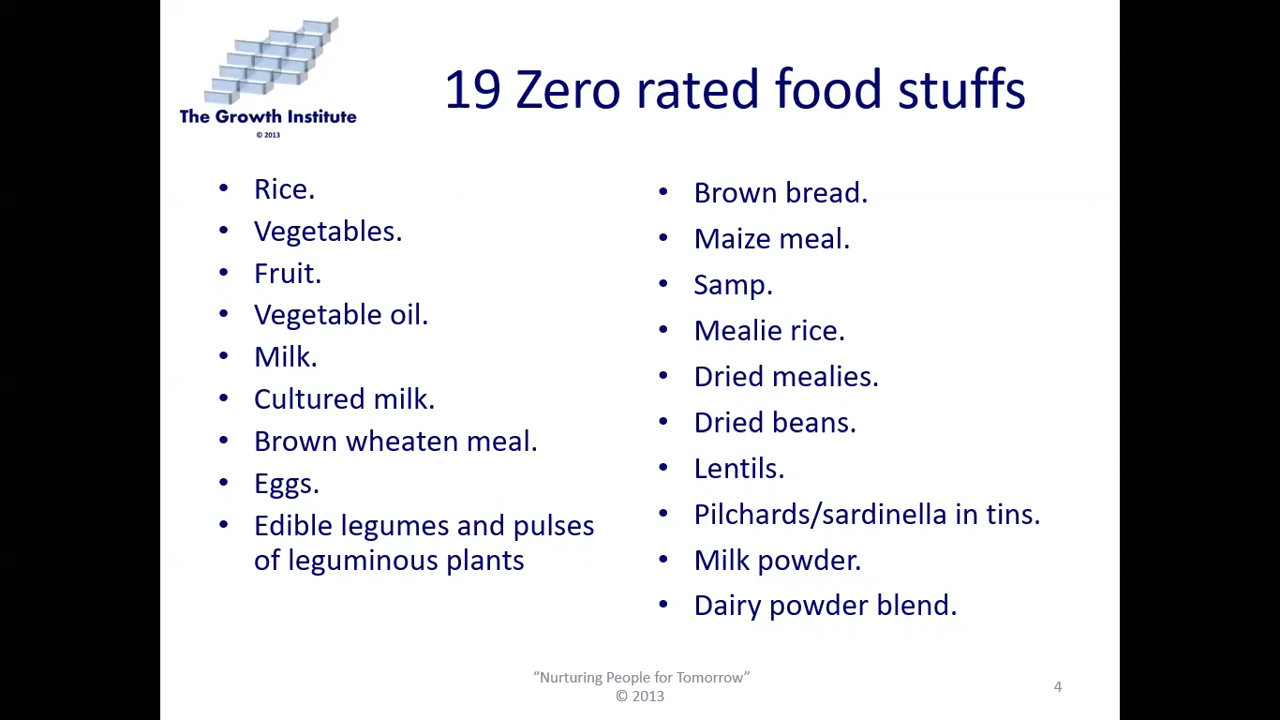 The Growth Institute
© 2013
19 Zero rated food stuffs
• Rice.
• Vegetables.
• Fruit.
• Vegetable oil.
• Milk.
• Cultured milk.
• Brown wheaten meal.
• Eggs.
• Edible legumes and pulses
of leguminous plants
• Brown bread.
• Maize meal.
• Samp.
• Mealie rice.
• Dried mealies.
• Dried beans.
• Lentils.
• Pilchards/sardinella in tins.
• Milk powder.
• Dairy powder blend.
“Nurturing People for Tomorrow”
© 2013
4